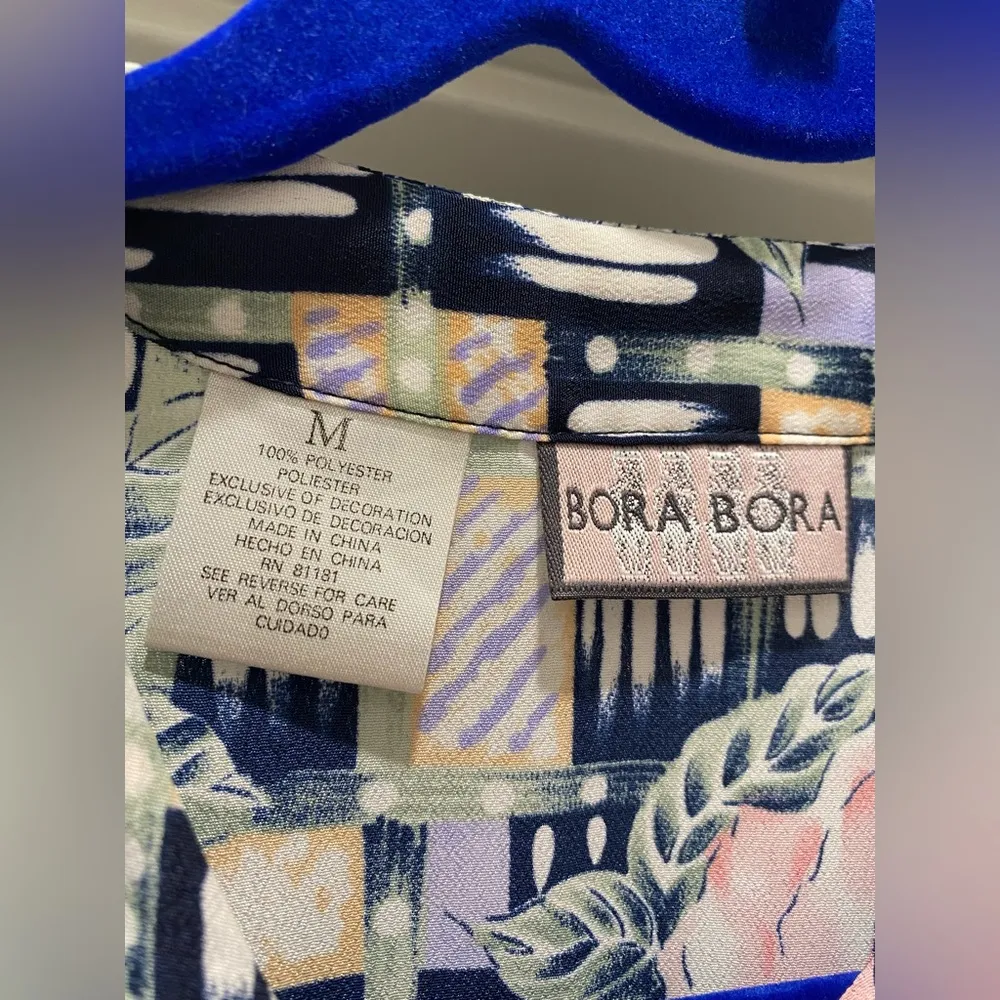 M
100% POLYESTER
POLIESTER
EXCLUSIVE OF DECORATION
EXCLUSIVO DE DECORACION
MADE IN CHINA
HECHO EN CHINA
RN 81181
SEE REVERSE FOR CARE
VER AL DORSO PARA
CUIDADO
BORA BORA